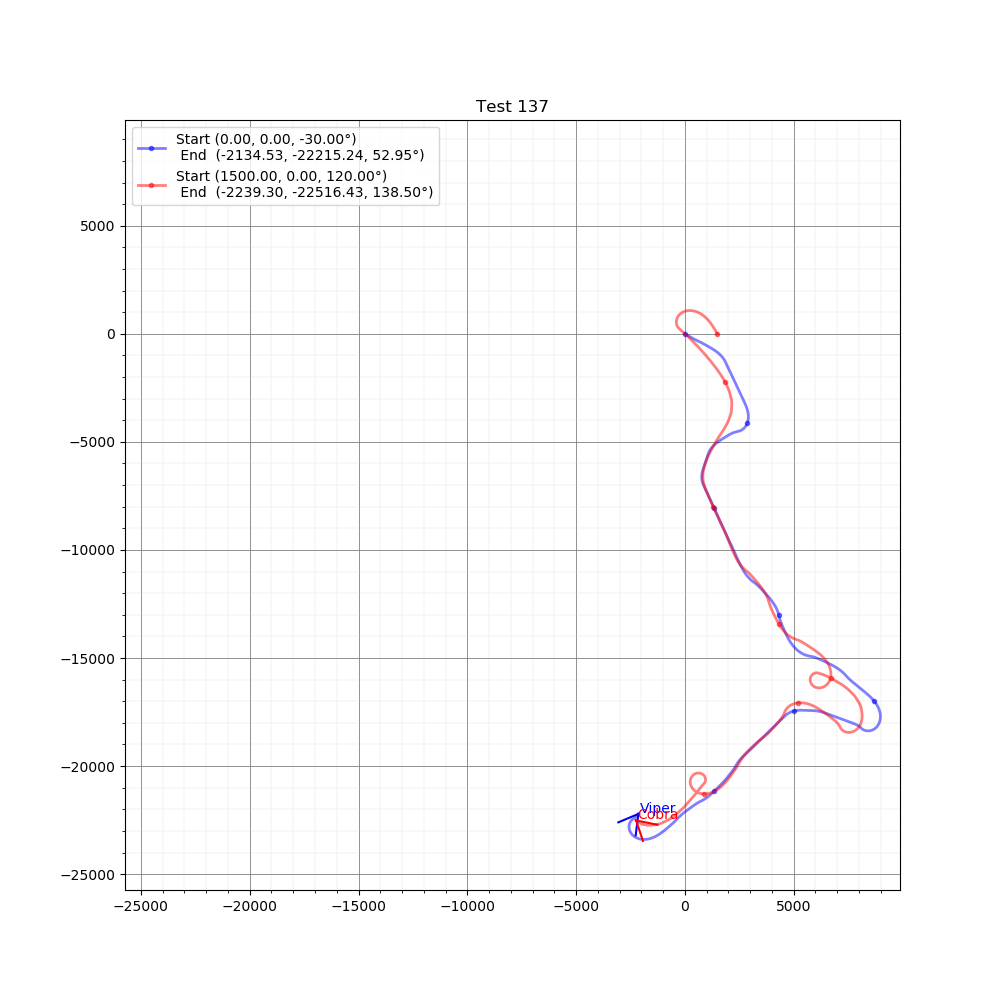 Test 137
Start (0.00, 0.00, -30.00°)
End  (-2134.53, -22215.24, 52.95°)
Start (1500.00, 0.00, 120.00°)
End  (-2239.30, -22516.43, 138.50°)
5000
0
−5000
−10000
−15000
−20000
−25000
Viper
Cobra
−25000 −20000 −15000 −10000 −5000 0 5000